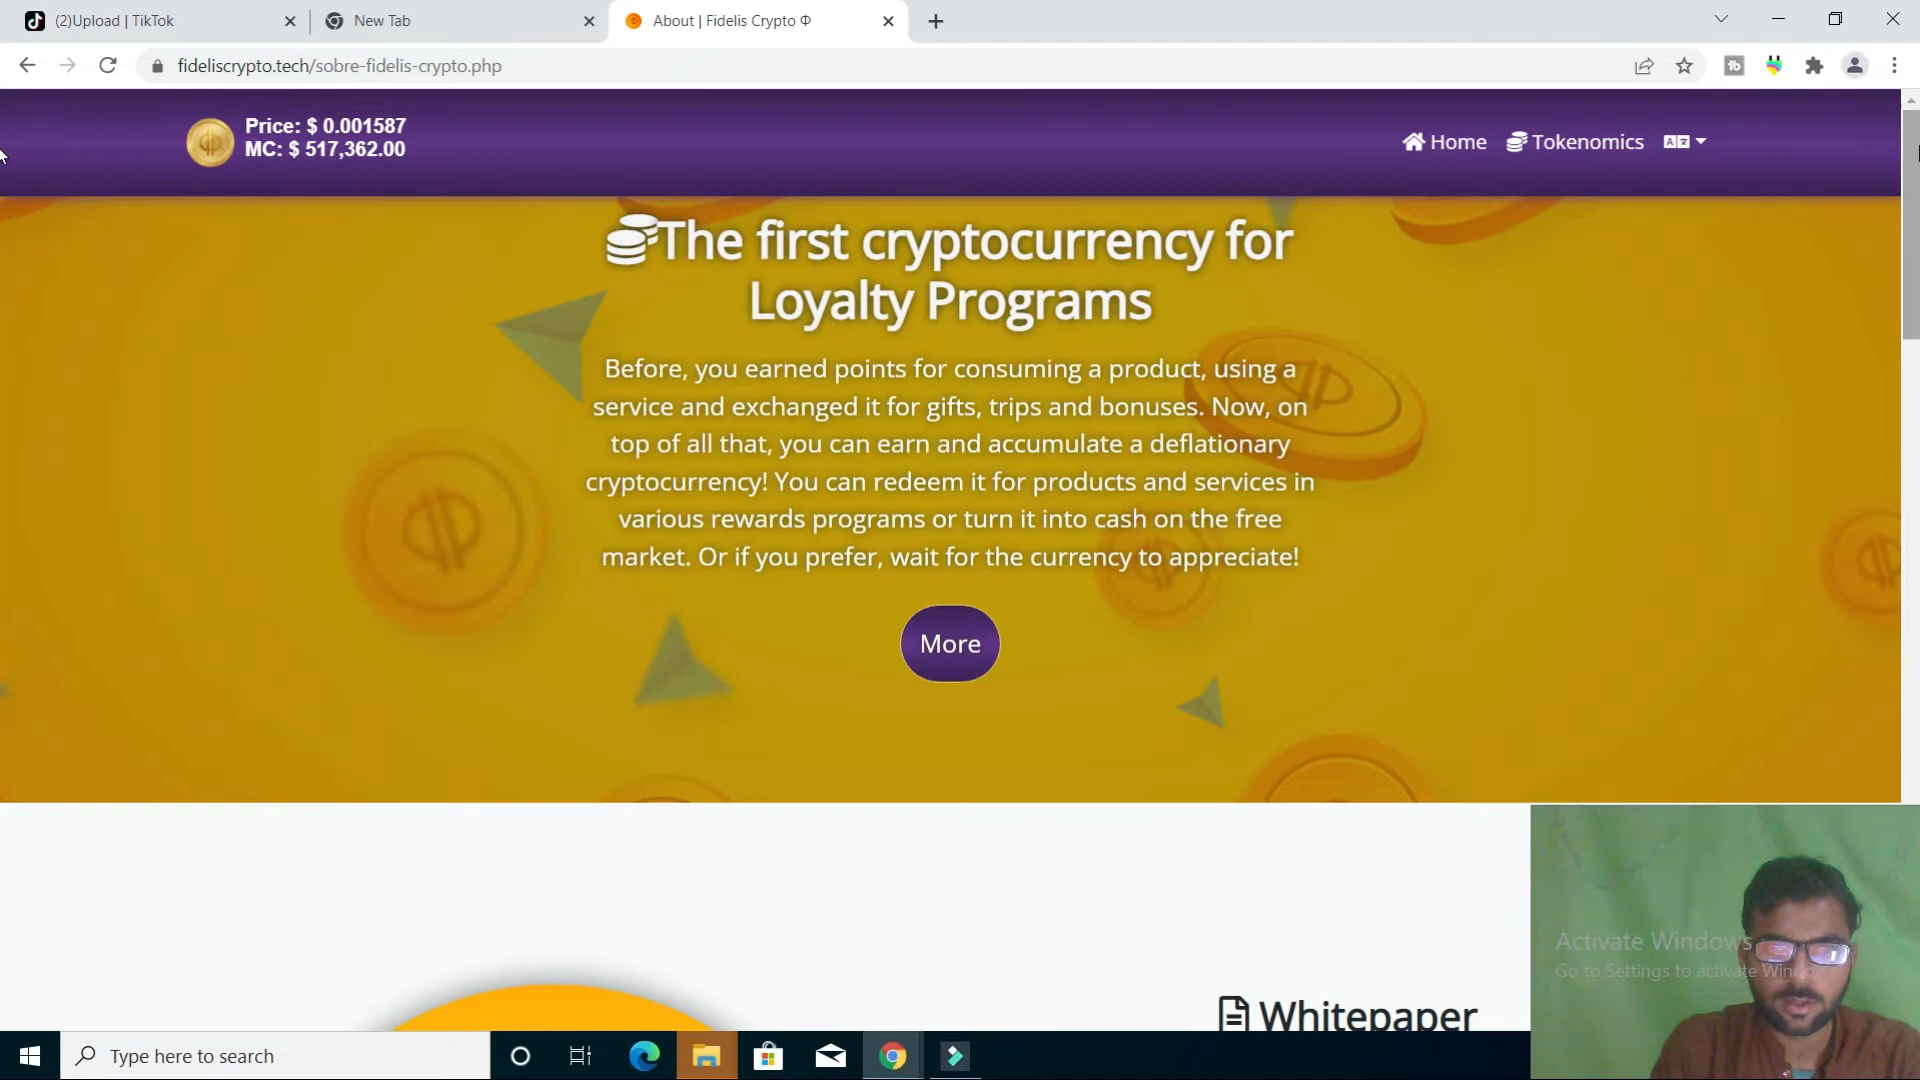 (2)Upload | TikTok
New Tab
About | Fidelis Crypto Φ
fideliscrypto.tech/sobre-fidelis-crypto.php
Price: $ 0.001587
MC: $ 517,362.00
Home
Tokenomics
The first cryptocurrency for
Loyalty Programs
Before, you earned points for consuming a product, using a
service and exchanged it for gifts, trips and bonuses. Now, on
top of all that, you can earn and accumulate a deflationary
cryptocurrency! You can redeem it for products and services in
various rewards programs or turn it into cash on the free
market. Or if you prefer, wait for the currency to appreciate!
More
Whitepaper
Activate Windows
Go to Settings to activate
Type here to search